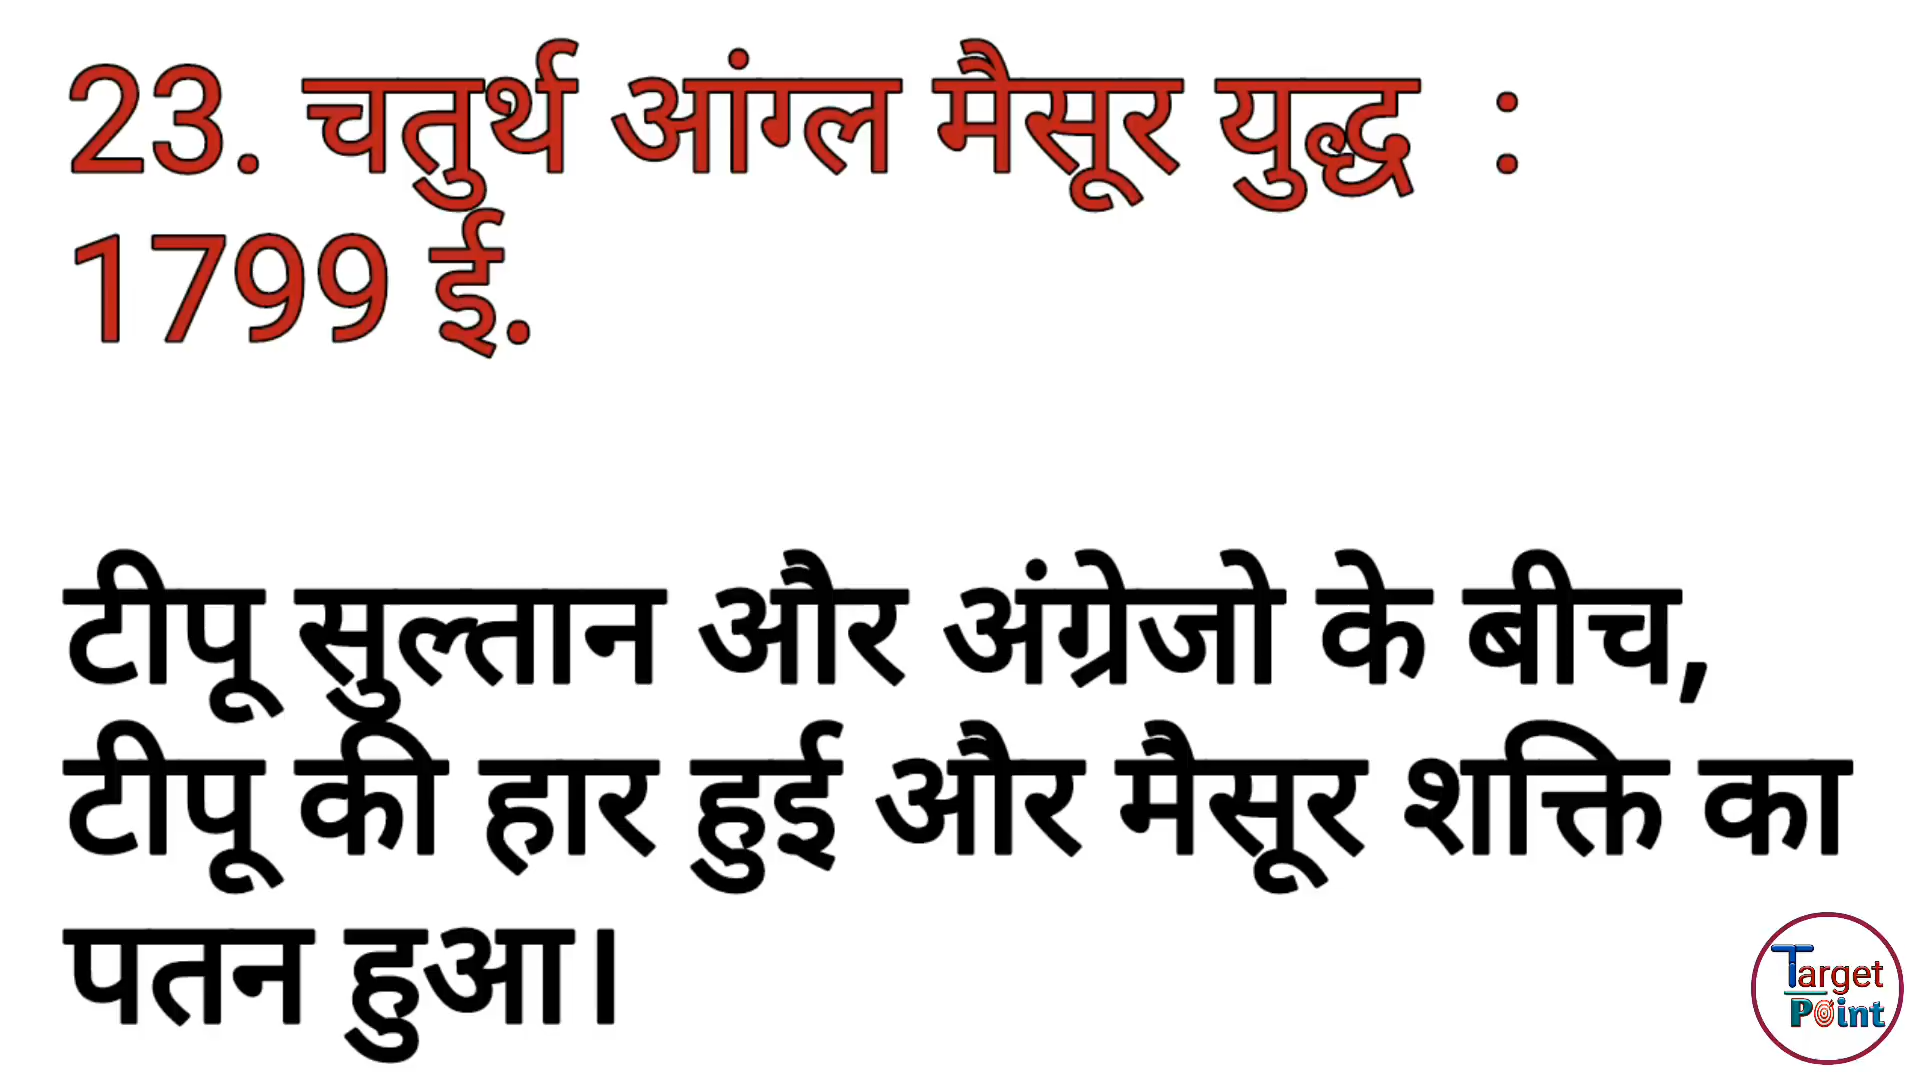 23. चतुर्थ आंग्ल मैसूर युद्ध :
1799 ई.
टीपू सुल्तान और अंग्रेजो के बीच,
टीपू की हार हुई और मैसूर शक्ति का
पतन हुआ।
Target
Point